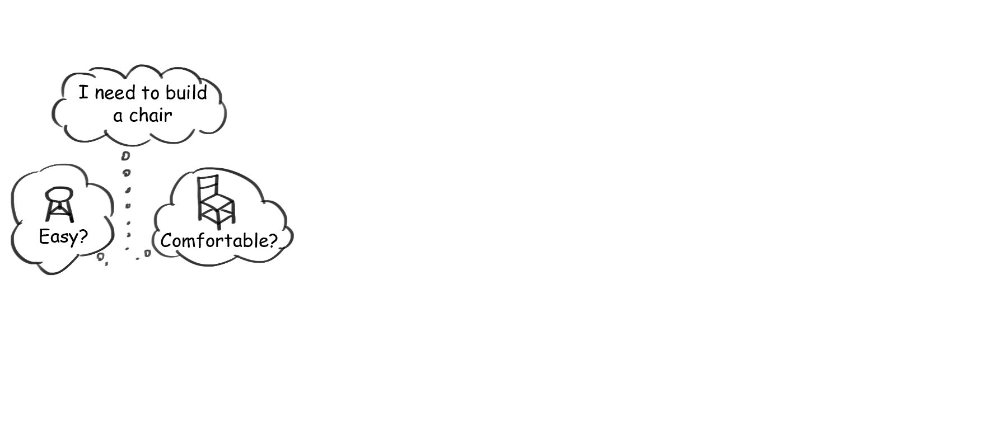 I need to build
a chair
Easy?
Comfortable?